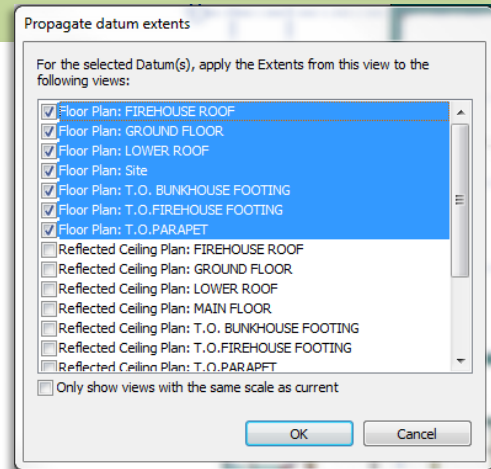 Propagate datum extents
For the selected Datum(s), apply the Extents from this view to the
following views:
Floor Plan: FIREHOUSE ROOF
Floor Plan: GROUND FLOOR
Floor Plan: LOWER ROOF
Floor Plan: Site
Floor Plan: T.O. BUNKHOUSE FOOTING
Floor Plan: T.O.FIREHOUSE FOOTING
Floor Plan: T.O.PARAPET
Reflected Ceiling Plan: FIREHOUSE ROOF
Reflected Ceiling Plan: GROUND FLOOR
Reflected Ceiling Plan: LOWER ROOF
Reflected Ceiling Plan: MAIN FLOOR
Reflected Ceiling Plan: T.O. BUNKHOUSE FOOTING
Reflected Ceiling Plan: T.O.FIREHOUSE FOOTING
Reflected Ceiling Plan: T.O.PARAPET
Only show views with the same scale as current
OK Cancel